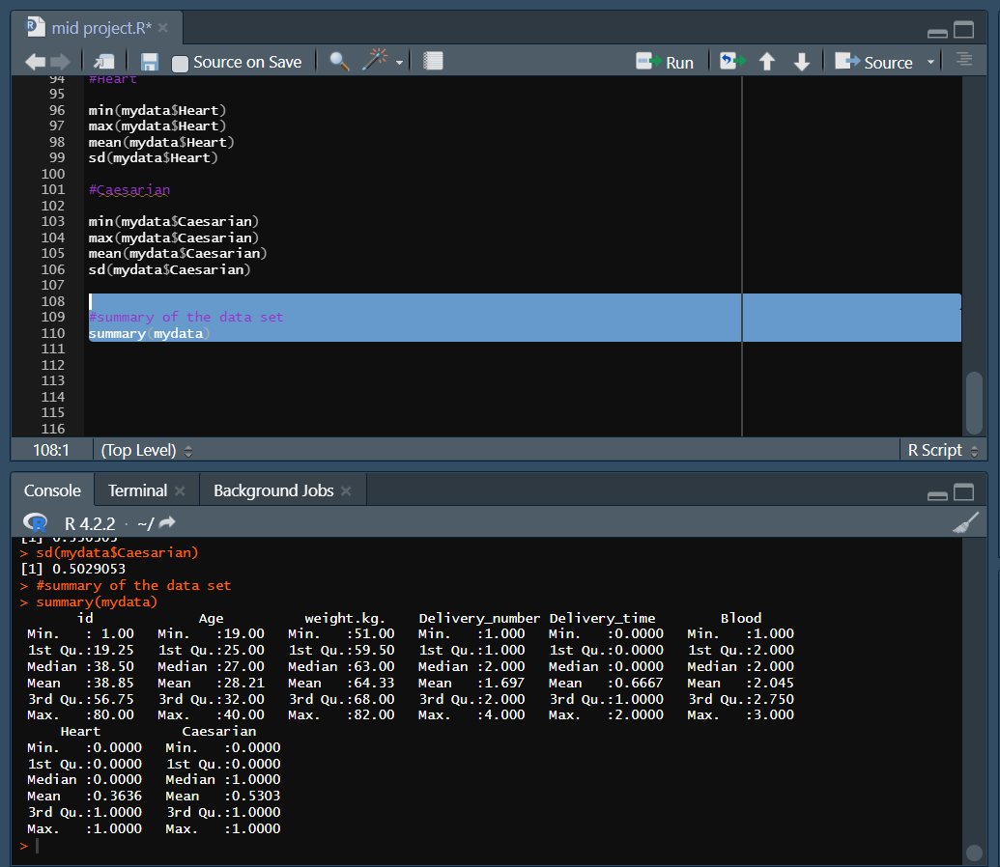 mid project.R*
Source on Save Run Source
94 #Heart
95
96 min(mydata$Heart)
97 max(mydata$Heart)
98 mean(mydata$Heart)
99 sd(mydata$Heart)
100
101 #Caesarian
102
103 min(mydata$Caesarian)
104 max(mydata$Caesarian)
105 mean(mydata$Caesarian)
106 sd(mydata$Caesarian)
107
108
109 #summary of the data set
110 summary(mydata)
111
112
113
114
115
116
108:1 (Top Level) R Script
Console Terminal Background Jobs
R 4.2.2 · ~/
[1]
> sd(mydata$Caesarian)
[1] 0.5029053
> #summary of the data set
> summary(mydata)
id Age weight.kg. Delivery_number Delivery_time Blood
Min. : 1.00 Min. :19.00 Min. :51.00 Min. :1.000 Min. :0.0000 Min. :1.000
1st Qu.:19.25 1st Qu.:25.00 1st Qu.:59.50 1st Qu.:1.000 1st Qu.:0.0000 1st Qu.:2.000
Median :38.50 Median :27.00 Median :63.00 Median :2.000 Median :0.0000 Median :2.000
Mean :38.85 Mean :28.21 Mean :64.33 Mean :1.697 Mean :0.6667 Mean :2.045
3rd Qu.:56.75 3rd Qu.:32.00 3rd Qu.:68.00 3rd Qu.:2.000 3rd Qu.:1.0000 3rd Qu.:2.750
Max. :80.00 Max. :40.00 Max. :82.00 Max. :4.000 Max. :2.0000 Max. :3.000
Heart Caesarian
Min. :0.0000 Min. :0.0000
1st Qu.:0.0000 1st Qu.:0.0000
Median :0.0000 Median :1.0000
Mean :0.3636 Mean :0.5303
3rd Qu.:1.0000 3rd Qu.:1.0000
Max. :1.0000 Max. :1.0000
>